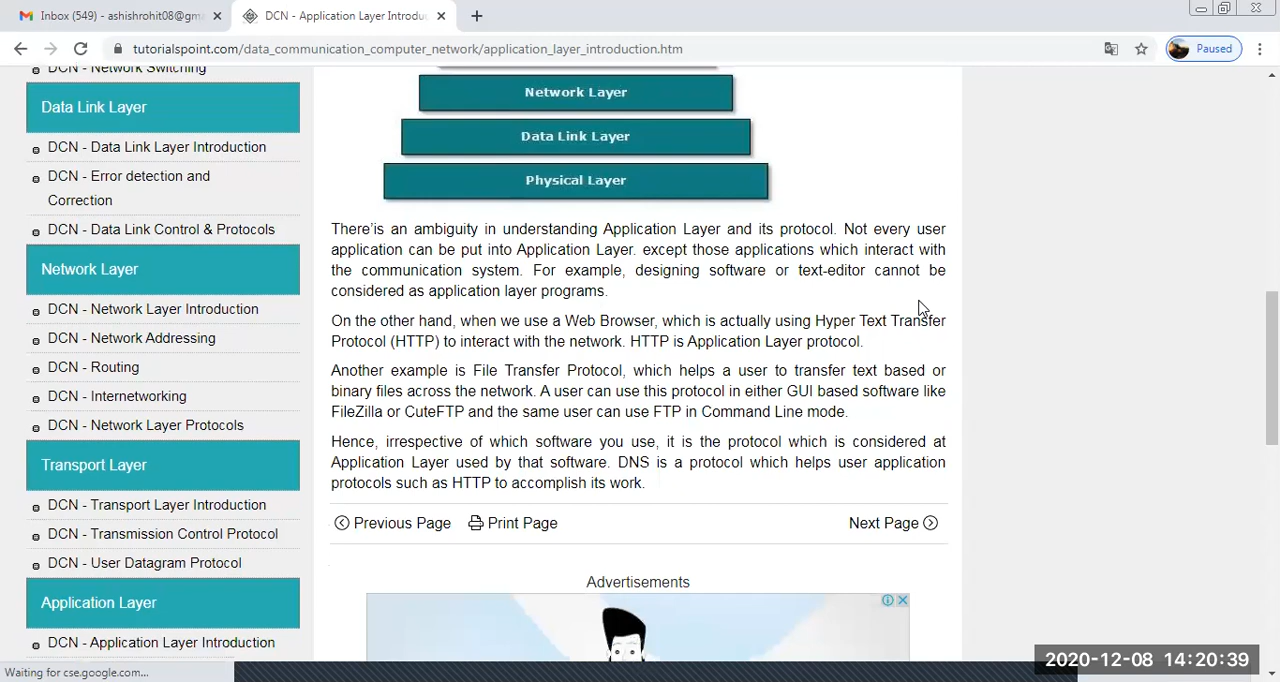 Inbox (549) - ashishrohit08@gm
DCN - Application Layer Introdu
tutorialspoint.com/data_communication_computer_network/application_layer_introduction.htm
Paused
DCN - Network Switching
Data Link Layer
DCN - Data Link Layer Introduction
DCN - Error detection and
Correction
DCN - Data Link Control & Protocols
Network Layer
DCN - Network Layer Introduction
DCN - Network Addressing
DCN - Routing
DCN - Internetworking
DCN - Network Layer Protocols
Transport Layer
DCN - Transport Layer Introduction
DCN - Transmission Control Protocol
DCN - User Datagram Protocol
Application Layer
DCN - Application Layer Introduction
Network Layer
Data Link Layer
Physical Layer
There's an ambiguity in understanding Application Layer and its protocol. Not every user
application can be put into Application Layer. except those applications which interact with
the communication system. For example, designing software or text-editor cannot be
considered as application layer programs.
On the other hand, when we use a Web Browser, which is actually using Hyper Text Transfer
Protocol (HTTP) to interact with the network. HTTP is Application Layer protocol.
Another example is File Transfer Protocol, which helps a user to transfer text based or
binary files across the network. A user can use this protocol in either GUI based software like
FileZilla or CuteFTP and the same user can use FTP in Command Line mode.
Hence, irrespective of which software you use, it is the protocol which is considered at
Application Layer used by that software. DNS is a protocol which helps user application
protocols such as HTTP to accomplish its work.
Previous Page
Print Page
Next Page
Advertisements
Waiting for cse.google.com...
2020-12-08 14:20:39